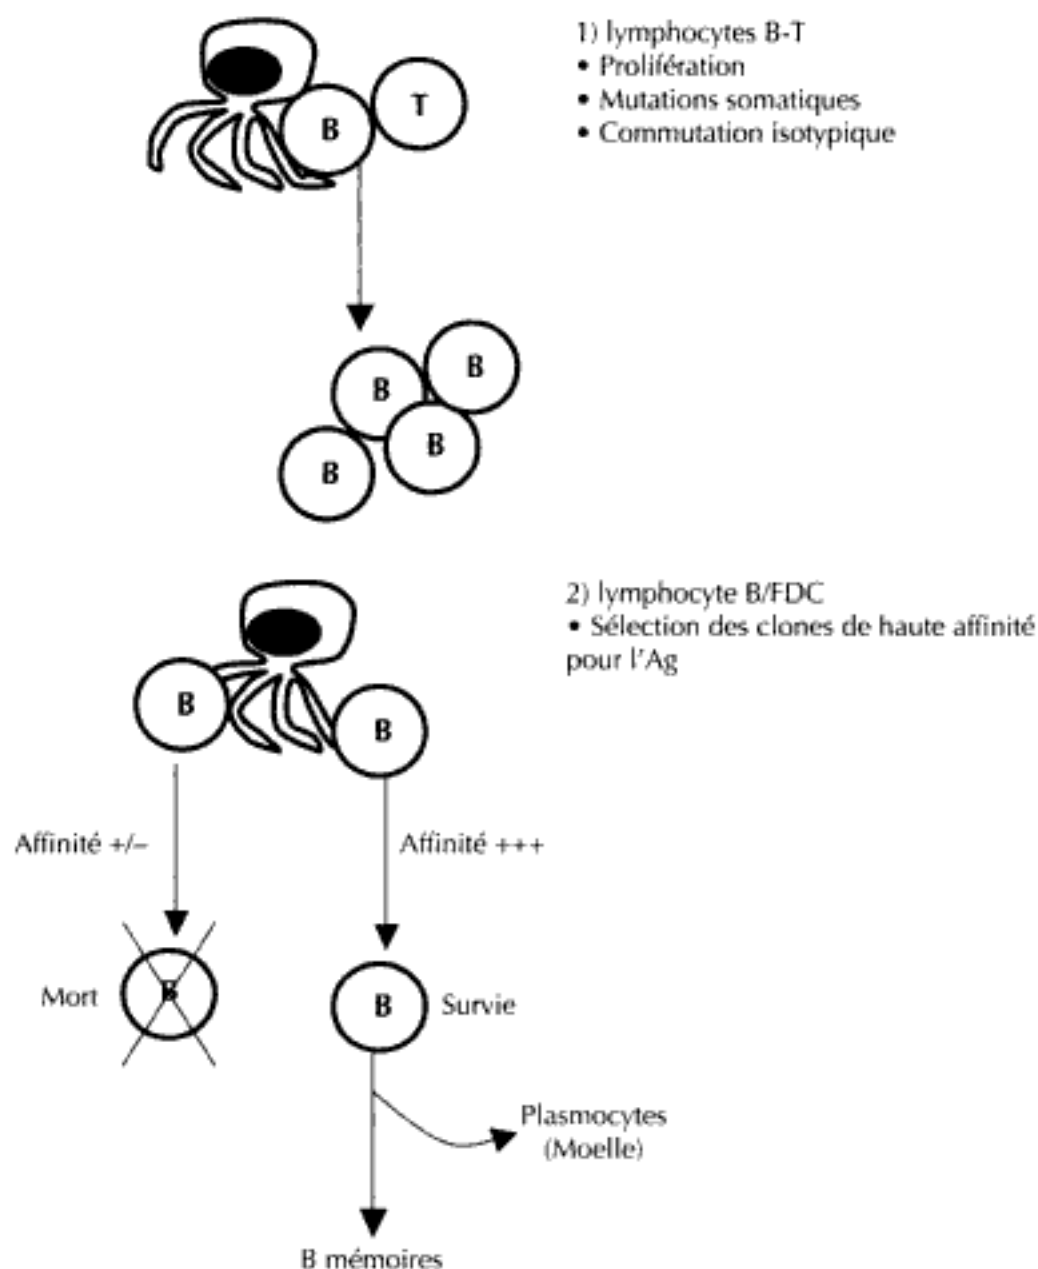 1) lymphocytes B-T
• Prolifération
• Mutations somatiques
• Commutation isotypique
B
T
B
B
B
B
2) lymphocyte B/FDC
• Sélection des clones de haute affinité
pour l'Ag
B
B
Affinité +/–
Affinité +++
Mort
B
B
Survie
Plasmocytes
(Moelle)
B mémoires